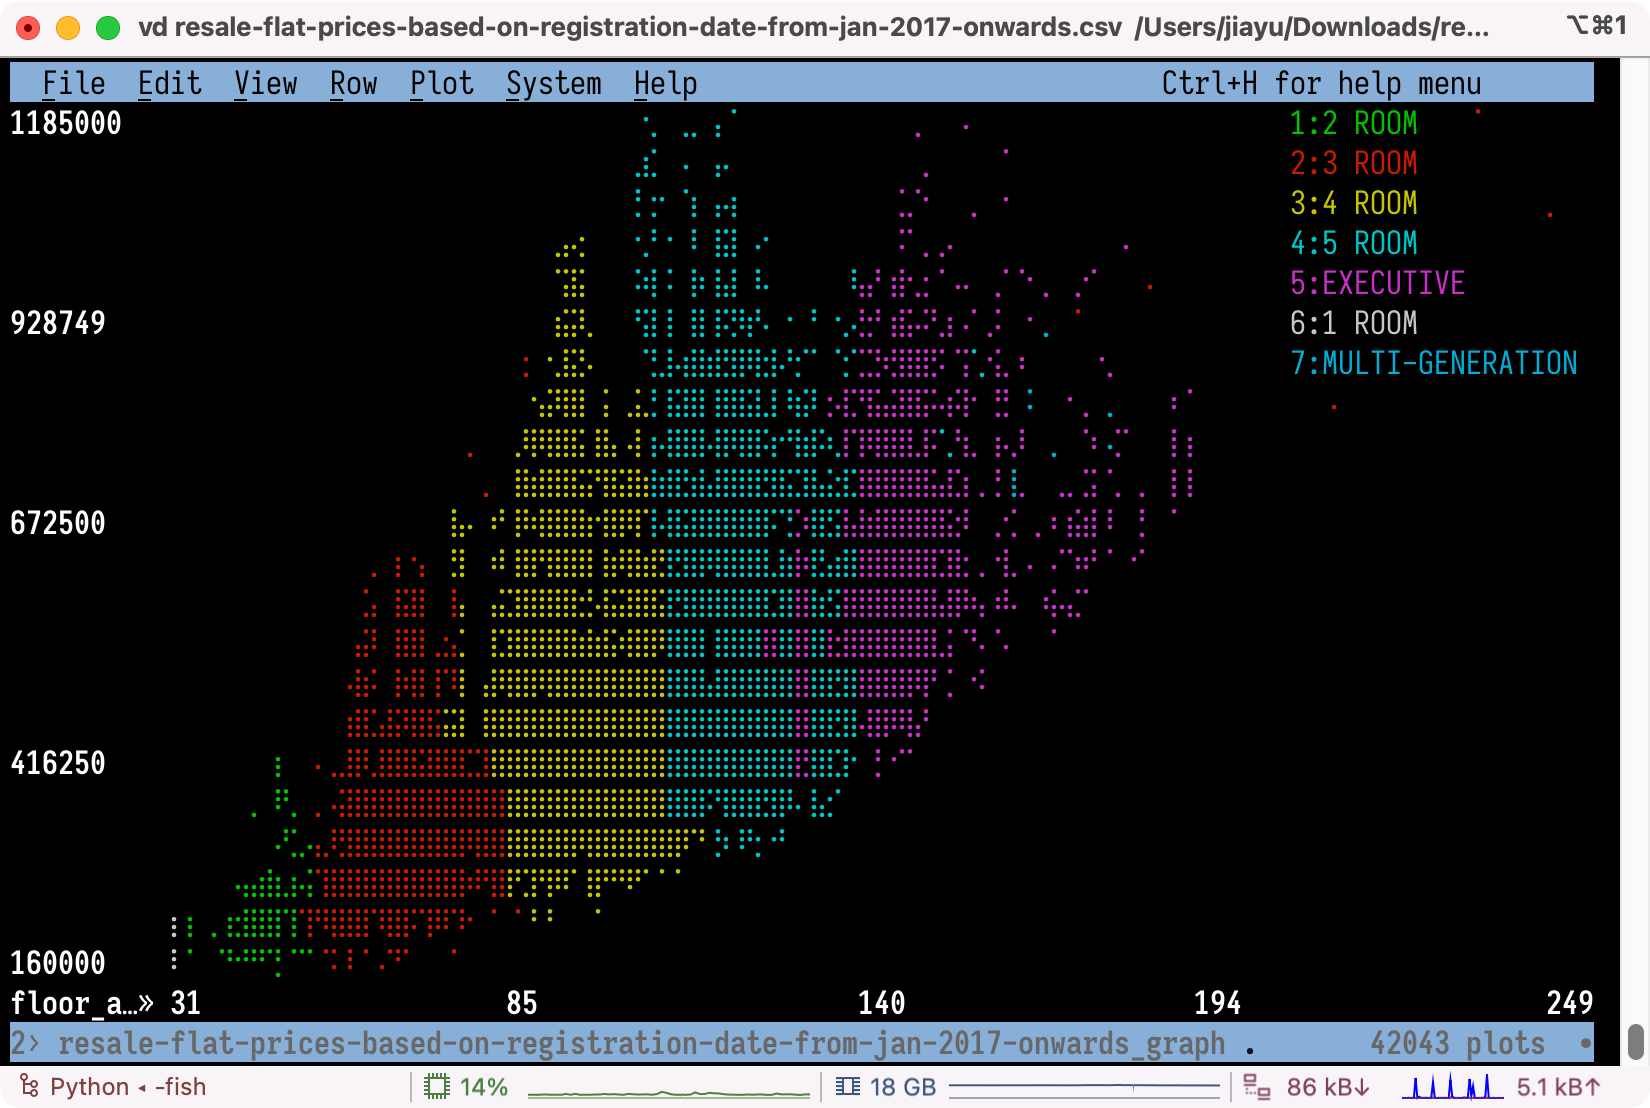 vd resale-flat-prices-based-on-registration-date-from-jan-2017-onwards.csv /Users/jiayu/Downloads/re... ⌥⌘1
File Edit View Row Plot System Help Ctrl+H for help menu
1185000
1:2 ROOM
2:3 ROOM
3:4 ROOM
4:5 ROOM
5:EXECUTIVE
928749
6:1 ROOM
7:MULTI-GENERATION
672500
416250
160000
floor_a…» 31 85 140 194 249
2› resale-flat-prices-based-on-registration-date-from-jan-2017-onwards_graph . 42043 plots •
Python ◂ -fish 14% 18 GB 86 kB↓ 5.1 kB↑